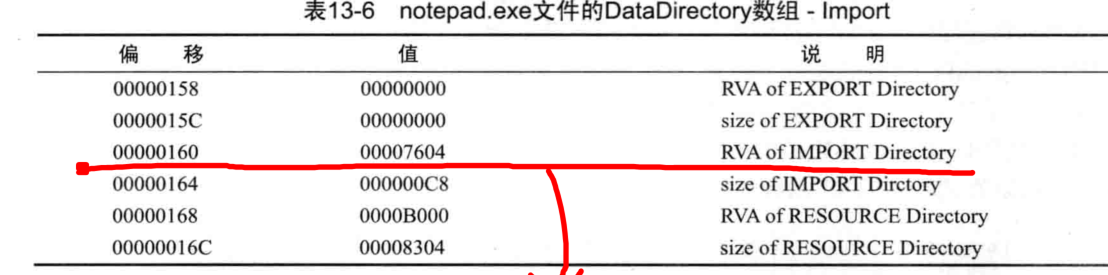 表13-6 notepad.exe文件的DataDirectory数组 - Import
偏 移 值 说 明
00000158 00000000 RVA of EXPORT Directory
0000015C 00000000 size of EXPORT Directory
00000160 00007604 RVA of IMPORT Directory
00000164 000000C8 size of IMPORT Dirctory
00000168 0000B000 RVA of RESOURCE Directory
00000016C 00008304 size of RESOURCE Directory